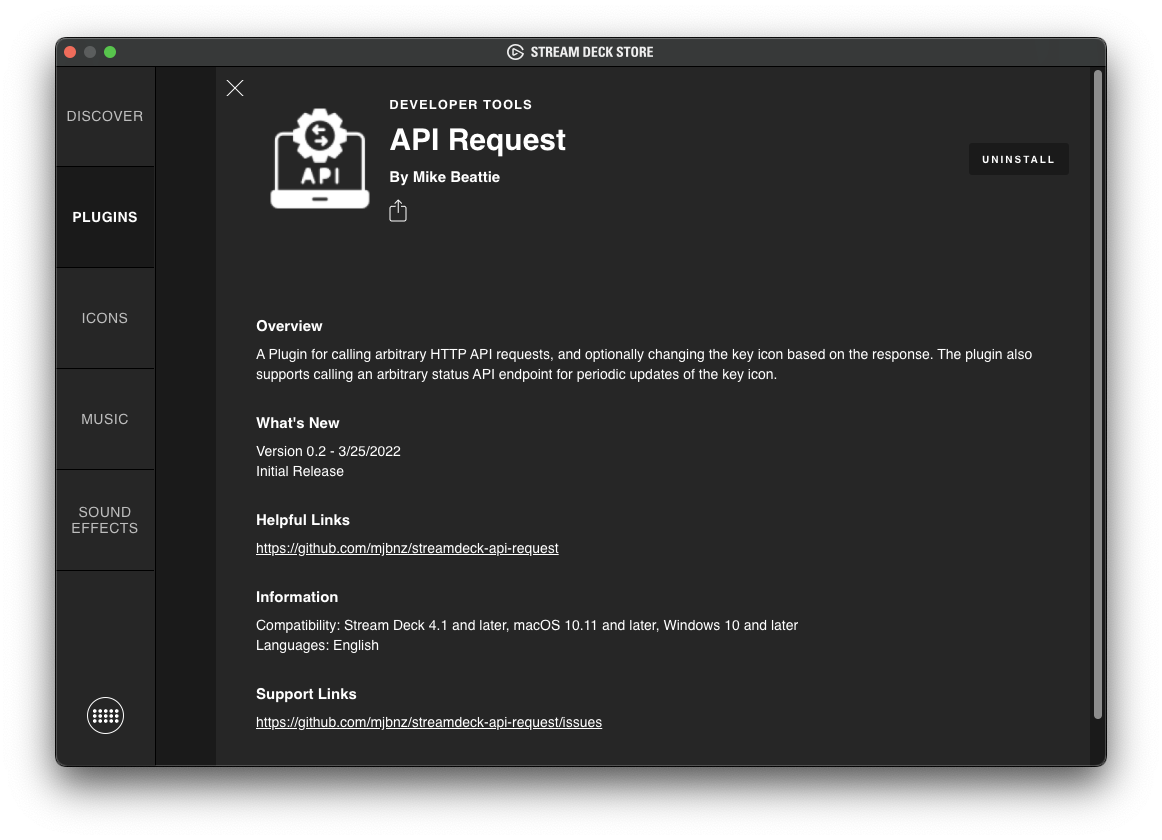 STREAM DECK STORE
DISCOVER
PLUGINS
ICONS
MUSIC
SOUND
EFFECTS
API
DEVELOPER TOOLS
API Request
By Mike Beattie
UNINSTALL
Overview
A Plugin for calling arbitrary HTTP API requests, and optionally changing the key icon based on the response. The plugin also
supports calling an arbitrary status API endpoint for periodic updates of the key icon.
What's New
Version 0.2 - 3/25/2022
Initial Release
Helpful Links
https://github.com/mjbnz/streamdeck-api-request
Information
Compatibility: Stream Deck 4.1 and later, macOS 10.11 and later, Windows 10 and later
Languages: English
Support Links
https://github.com/mjbnz/streamdeck-api-request/issues